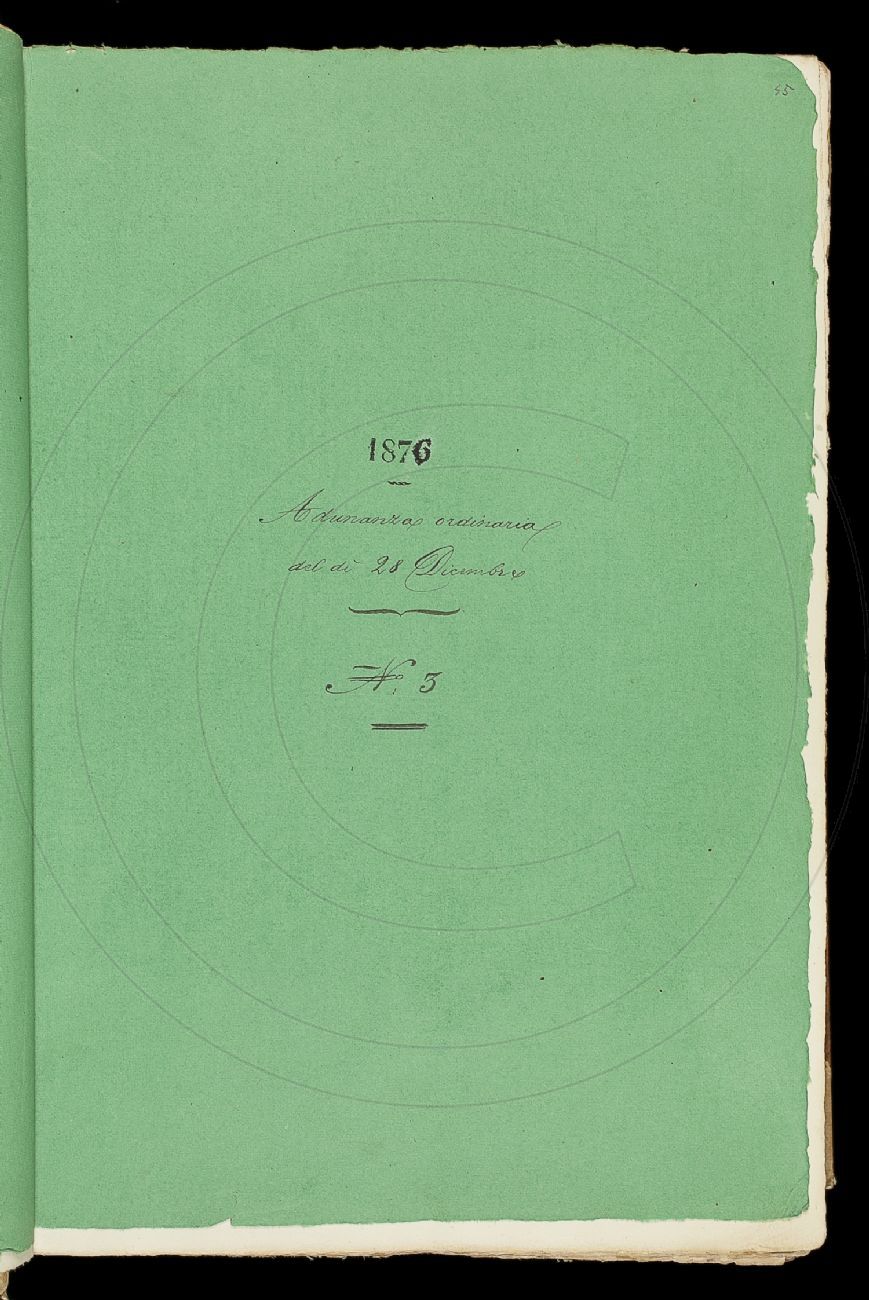 45
1876
Adunanza ordinaria
del dì 28 Dicembre
N.º 3